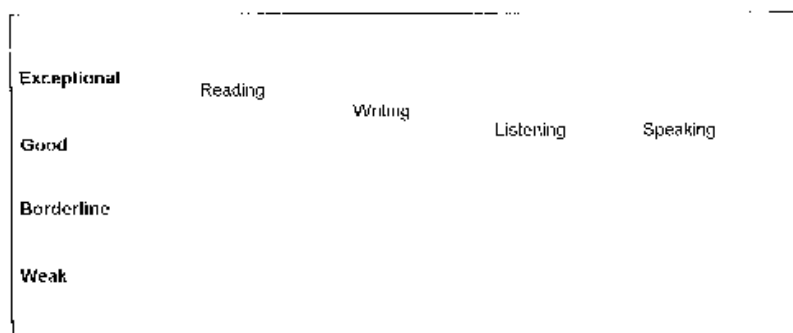 Exceptional
Reading
Writing
Listening
Speaking
Good
Borderline
Weak